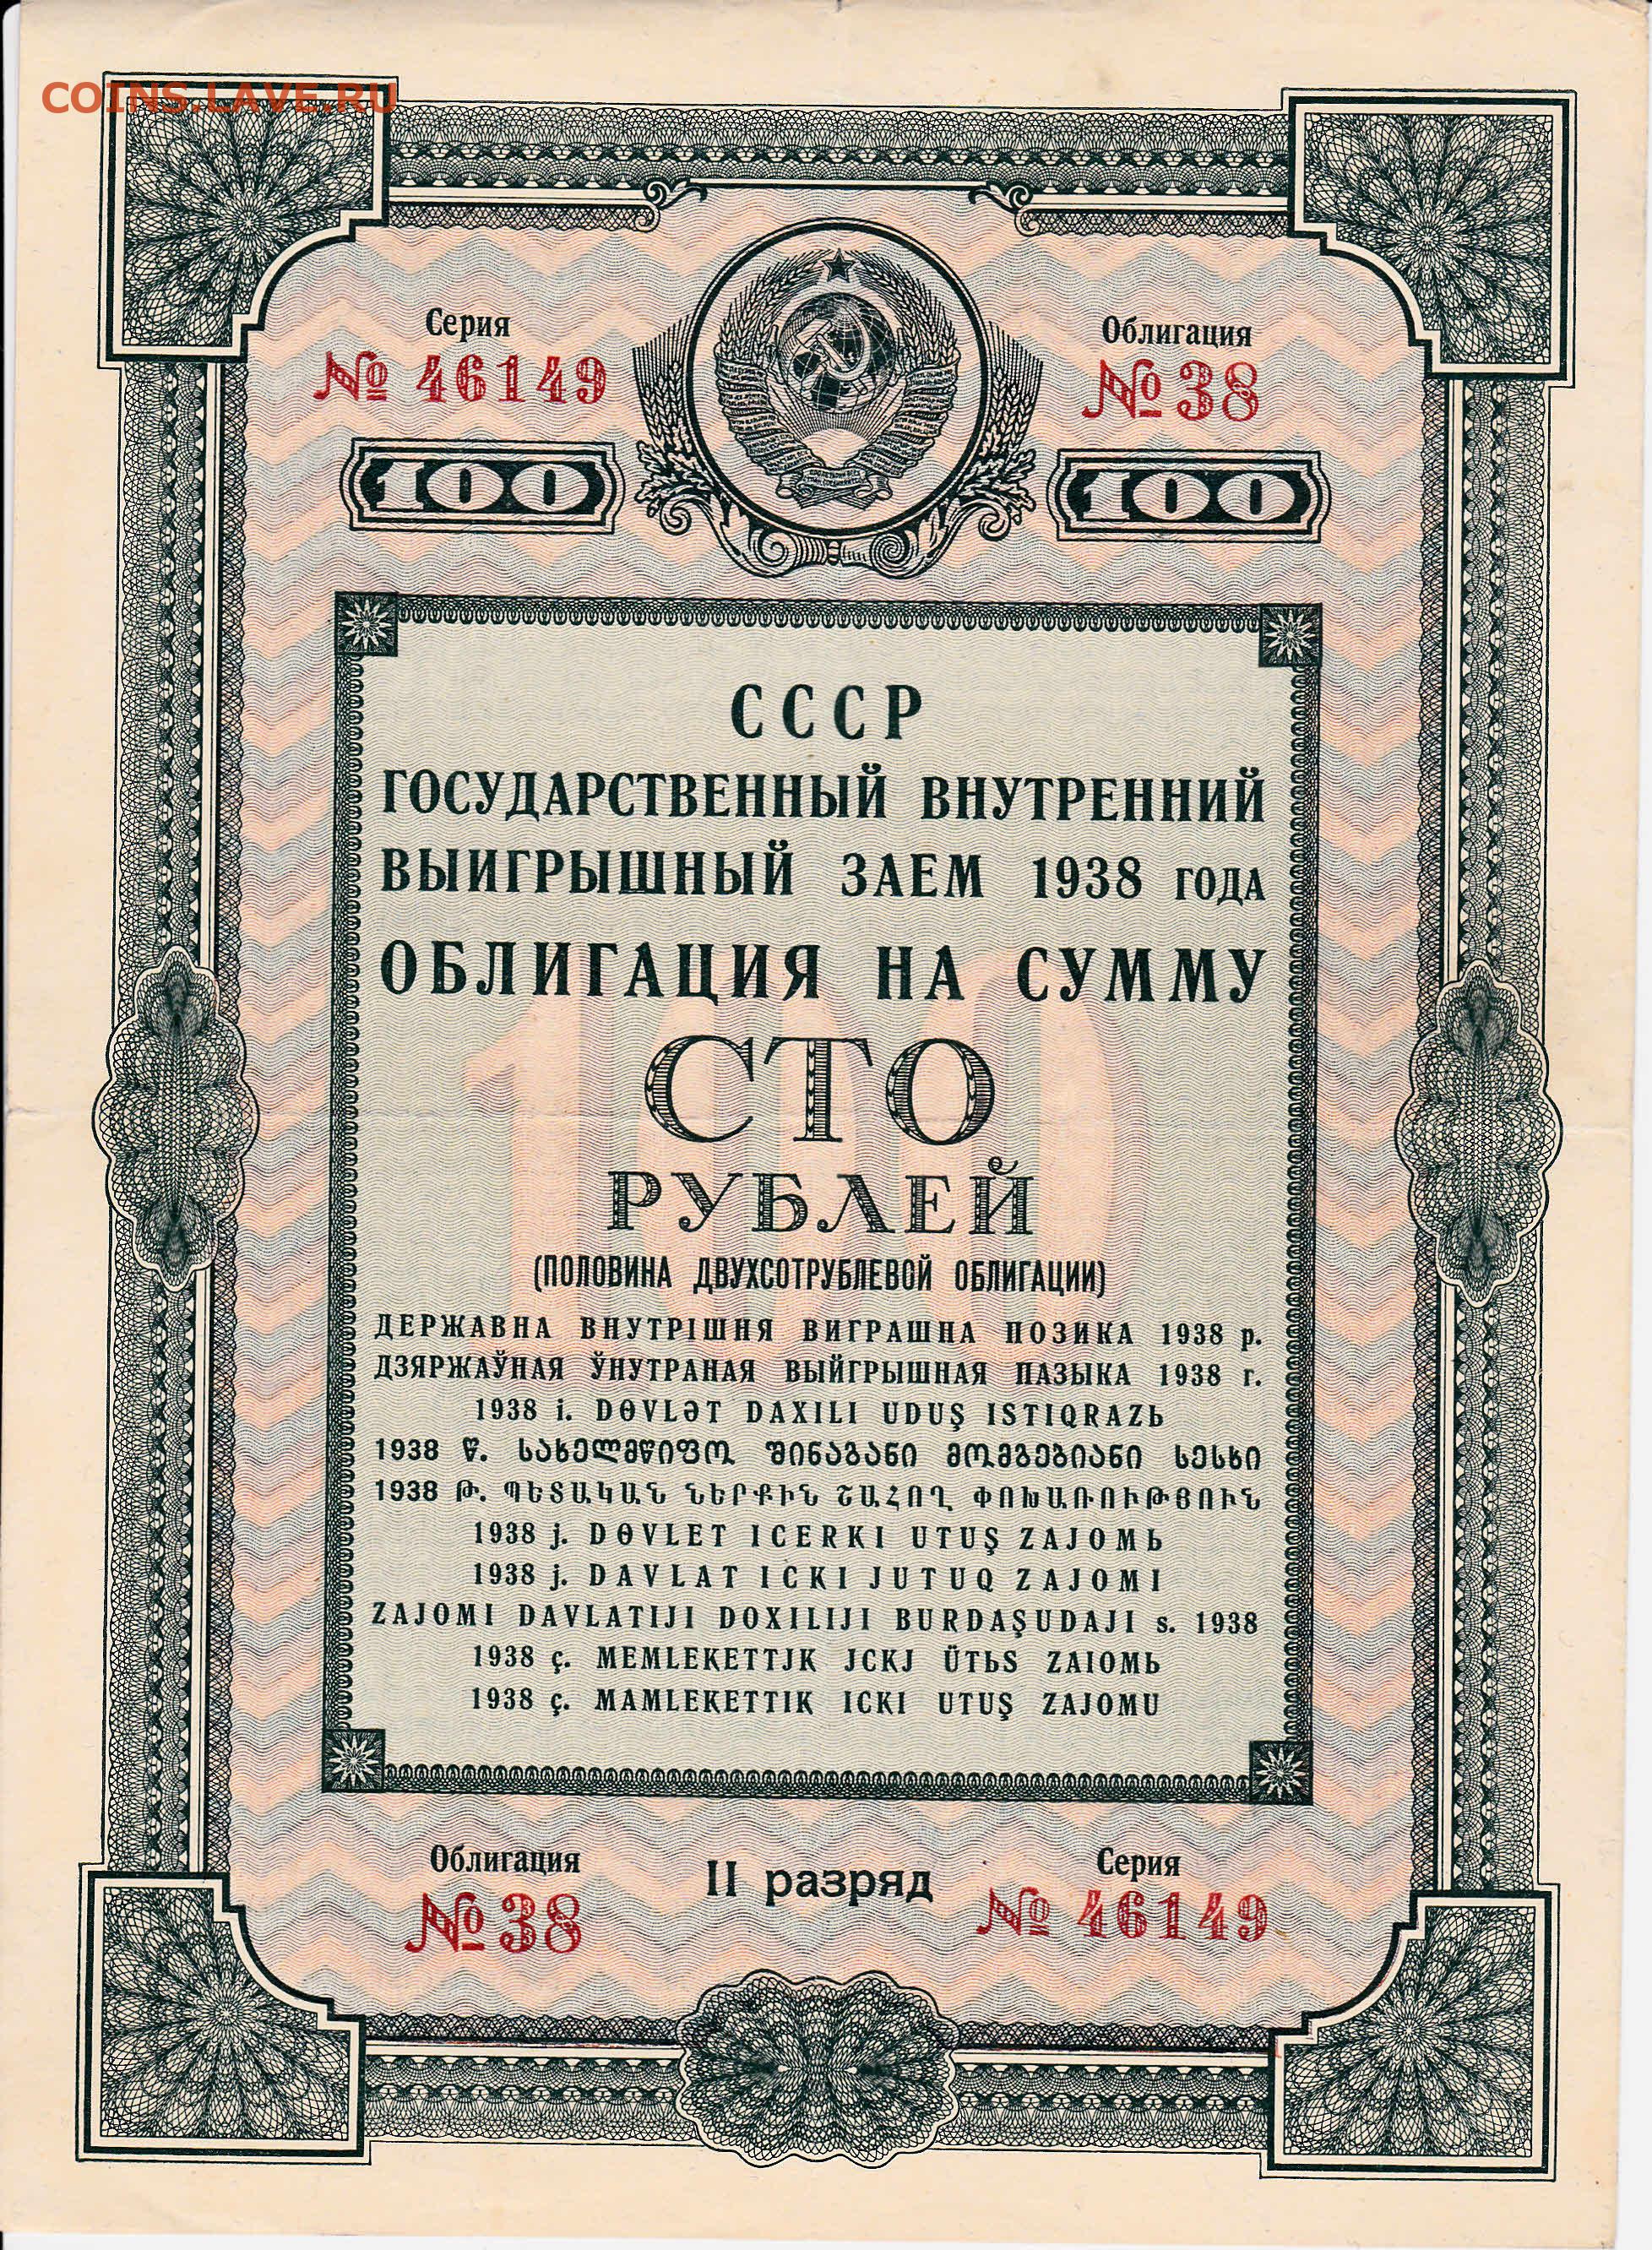 COINS.LAVE.RU
Серия
№ 46149
Облигация
№ 38
100
100
СССР
ГОСУДАРСТВЕННЫЙ ВНУТРЕННИЙ
ВЫИГРЫШНЫЙ ЗАЕМ 1938 ГОДА
ОБЛИГАЦИЯ НА СУММУ
СТО
РУБЛЕЙ
(ПОЛОВИНА ДВУХСОТРУБЛЕВОЙ ОБЛИГАЦИИ)
ДЕРЖАВНА ВНУТРІШНЯ ВИГРАШНА ПОЗИКА 1938 р.
ДЗЯРЖАЎНАЯ ЎНУТРАНАЯ ВЫЙГРЫШНАЯ ПАЗЫКА 1938 г.
1938 i. DƟVLƏT DAXILI UDUŞ ISTIQRAZЬ
1938 წ. სახელმწიფო შინაგანი მომგებიანი სესხი
1938 Թ. ՊԵՏԱԿԱՆ ՆԵՐՔԻՆ ՇԱՀՈՂ ՓՈԽԱՌՈՒԹՅՈՒՆ
1938 j. DƟVLET ICERKI UTUŞ ZAJOMЬ
1938 j. DAVLAT ICKI JUTUQ ZAJOMI
ZAJOMI DAVLATIJI DOXILIJI BURDAŞUDAJI s. 1938
1938 ç. MEMLEKETTJK JCKJ ÜTЬS ZAIOMЬ
1938 ç. MAMLEKETTIK ICKI UTUŞ ZAJOMU
Облигация
№ 38
II разряд
Серия
№ 46149